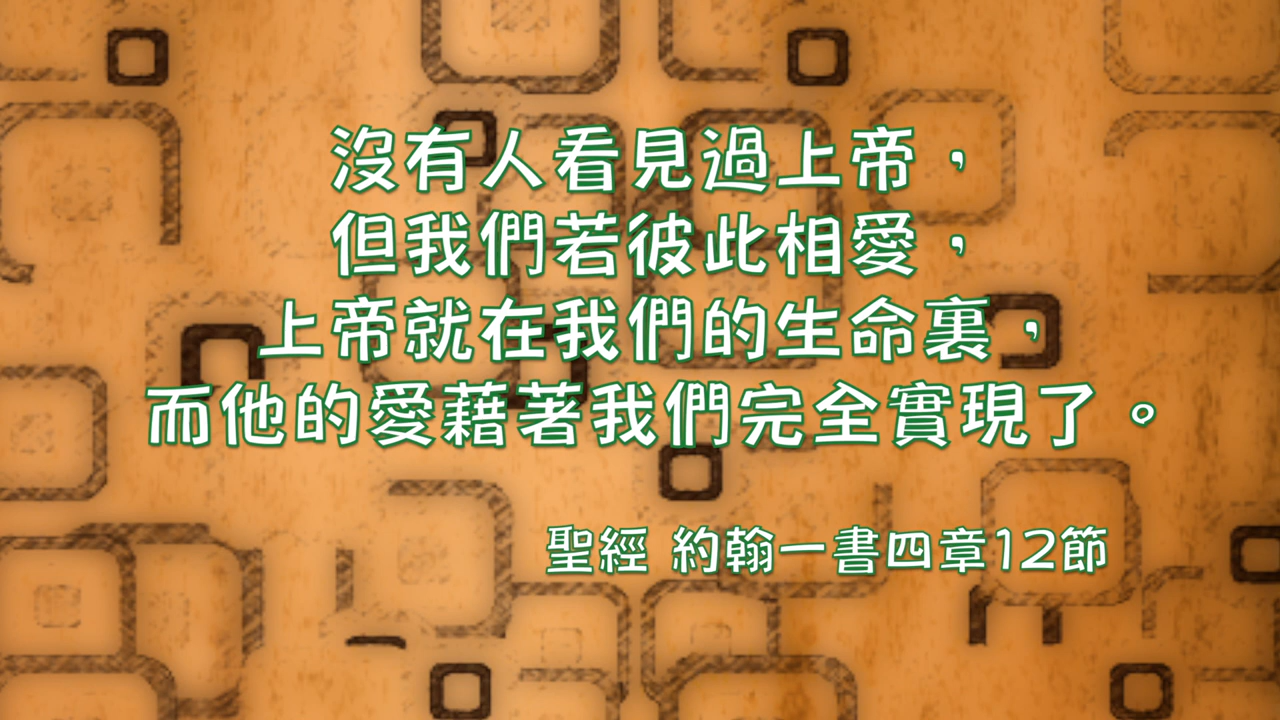 沒有人看見過上帝，
但我們若彼此相愛，
上帝就在我們的生命裏，
而他的愛藉著我們完全實現了。
聖經 約翰一書四章12節